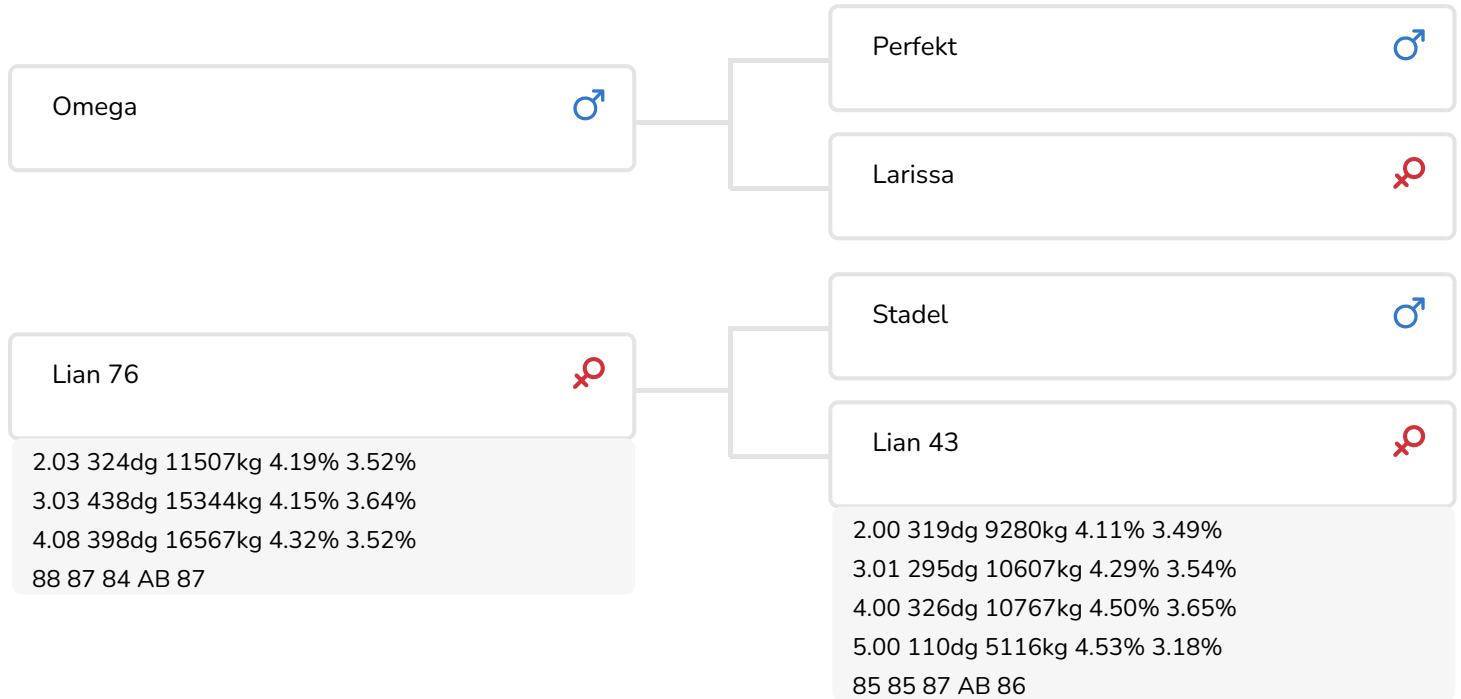 Omega
Perfekt
Larissa
Lian 76
2.03 324dg 11507kg 4.19% 3.52%
3.03 438dg 15344kg 4.15% 3.64%
4.08 398dg 16567kg 4.32% 3.52%
88 87 84 AB 87
Stadel
Lian 43
2.00 319dg 9280kg 4.11% 3.49%
3.01 295dg 10607kg 4.29% 3.54%
4.00 326dg 10767kg 4.50% 3.65%
5.00 110dg 5116kg 4.53% 3.18%
85 85 87 AB 86